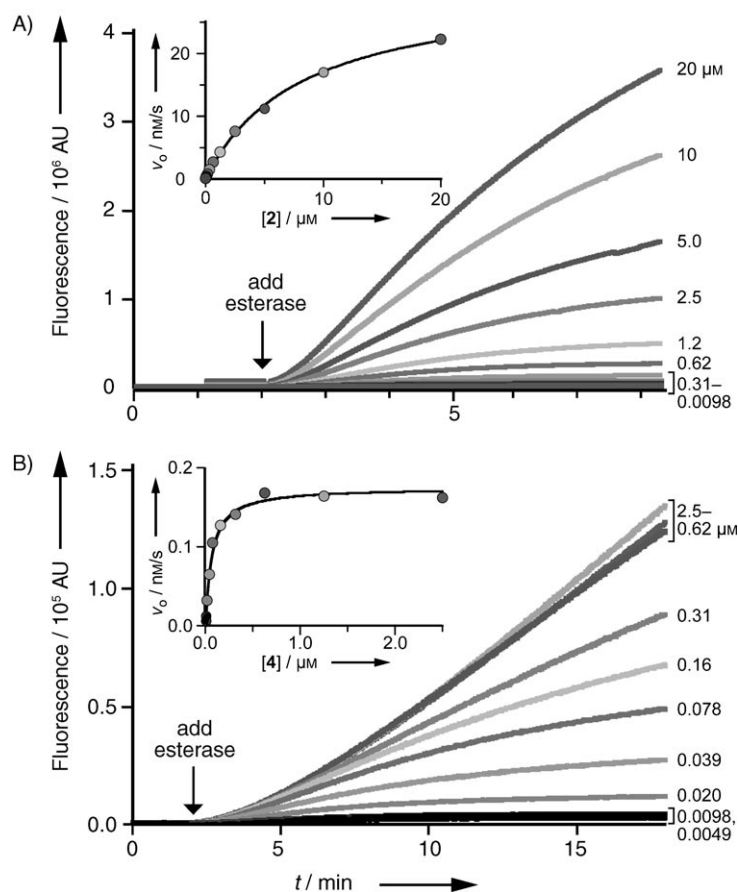 A)
Fluorescence / 10⁶ AU
4
3
2
1
0
0
5
vₒ / nM/s
20
10
0
0
10
20
[2] / µM
add
esterase
20 µM
10
5.0
2.5
1.2
0.62
0.31–
0.0098
B)
Fluorescence / 10⁵ AU
1.5
1.0
0.5
0.0
0
5
10
15
t / min
vₒ / nM/s
0.2
0.1
0.0
0.0
1.0
2.0
[4] / µM
add
esterase
2.5–
0.62 µM
0.31
0.16
0.078
0.039
0.020
0.0098,
0.0049